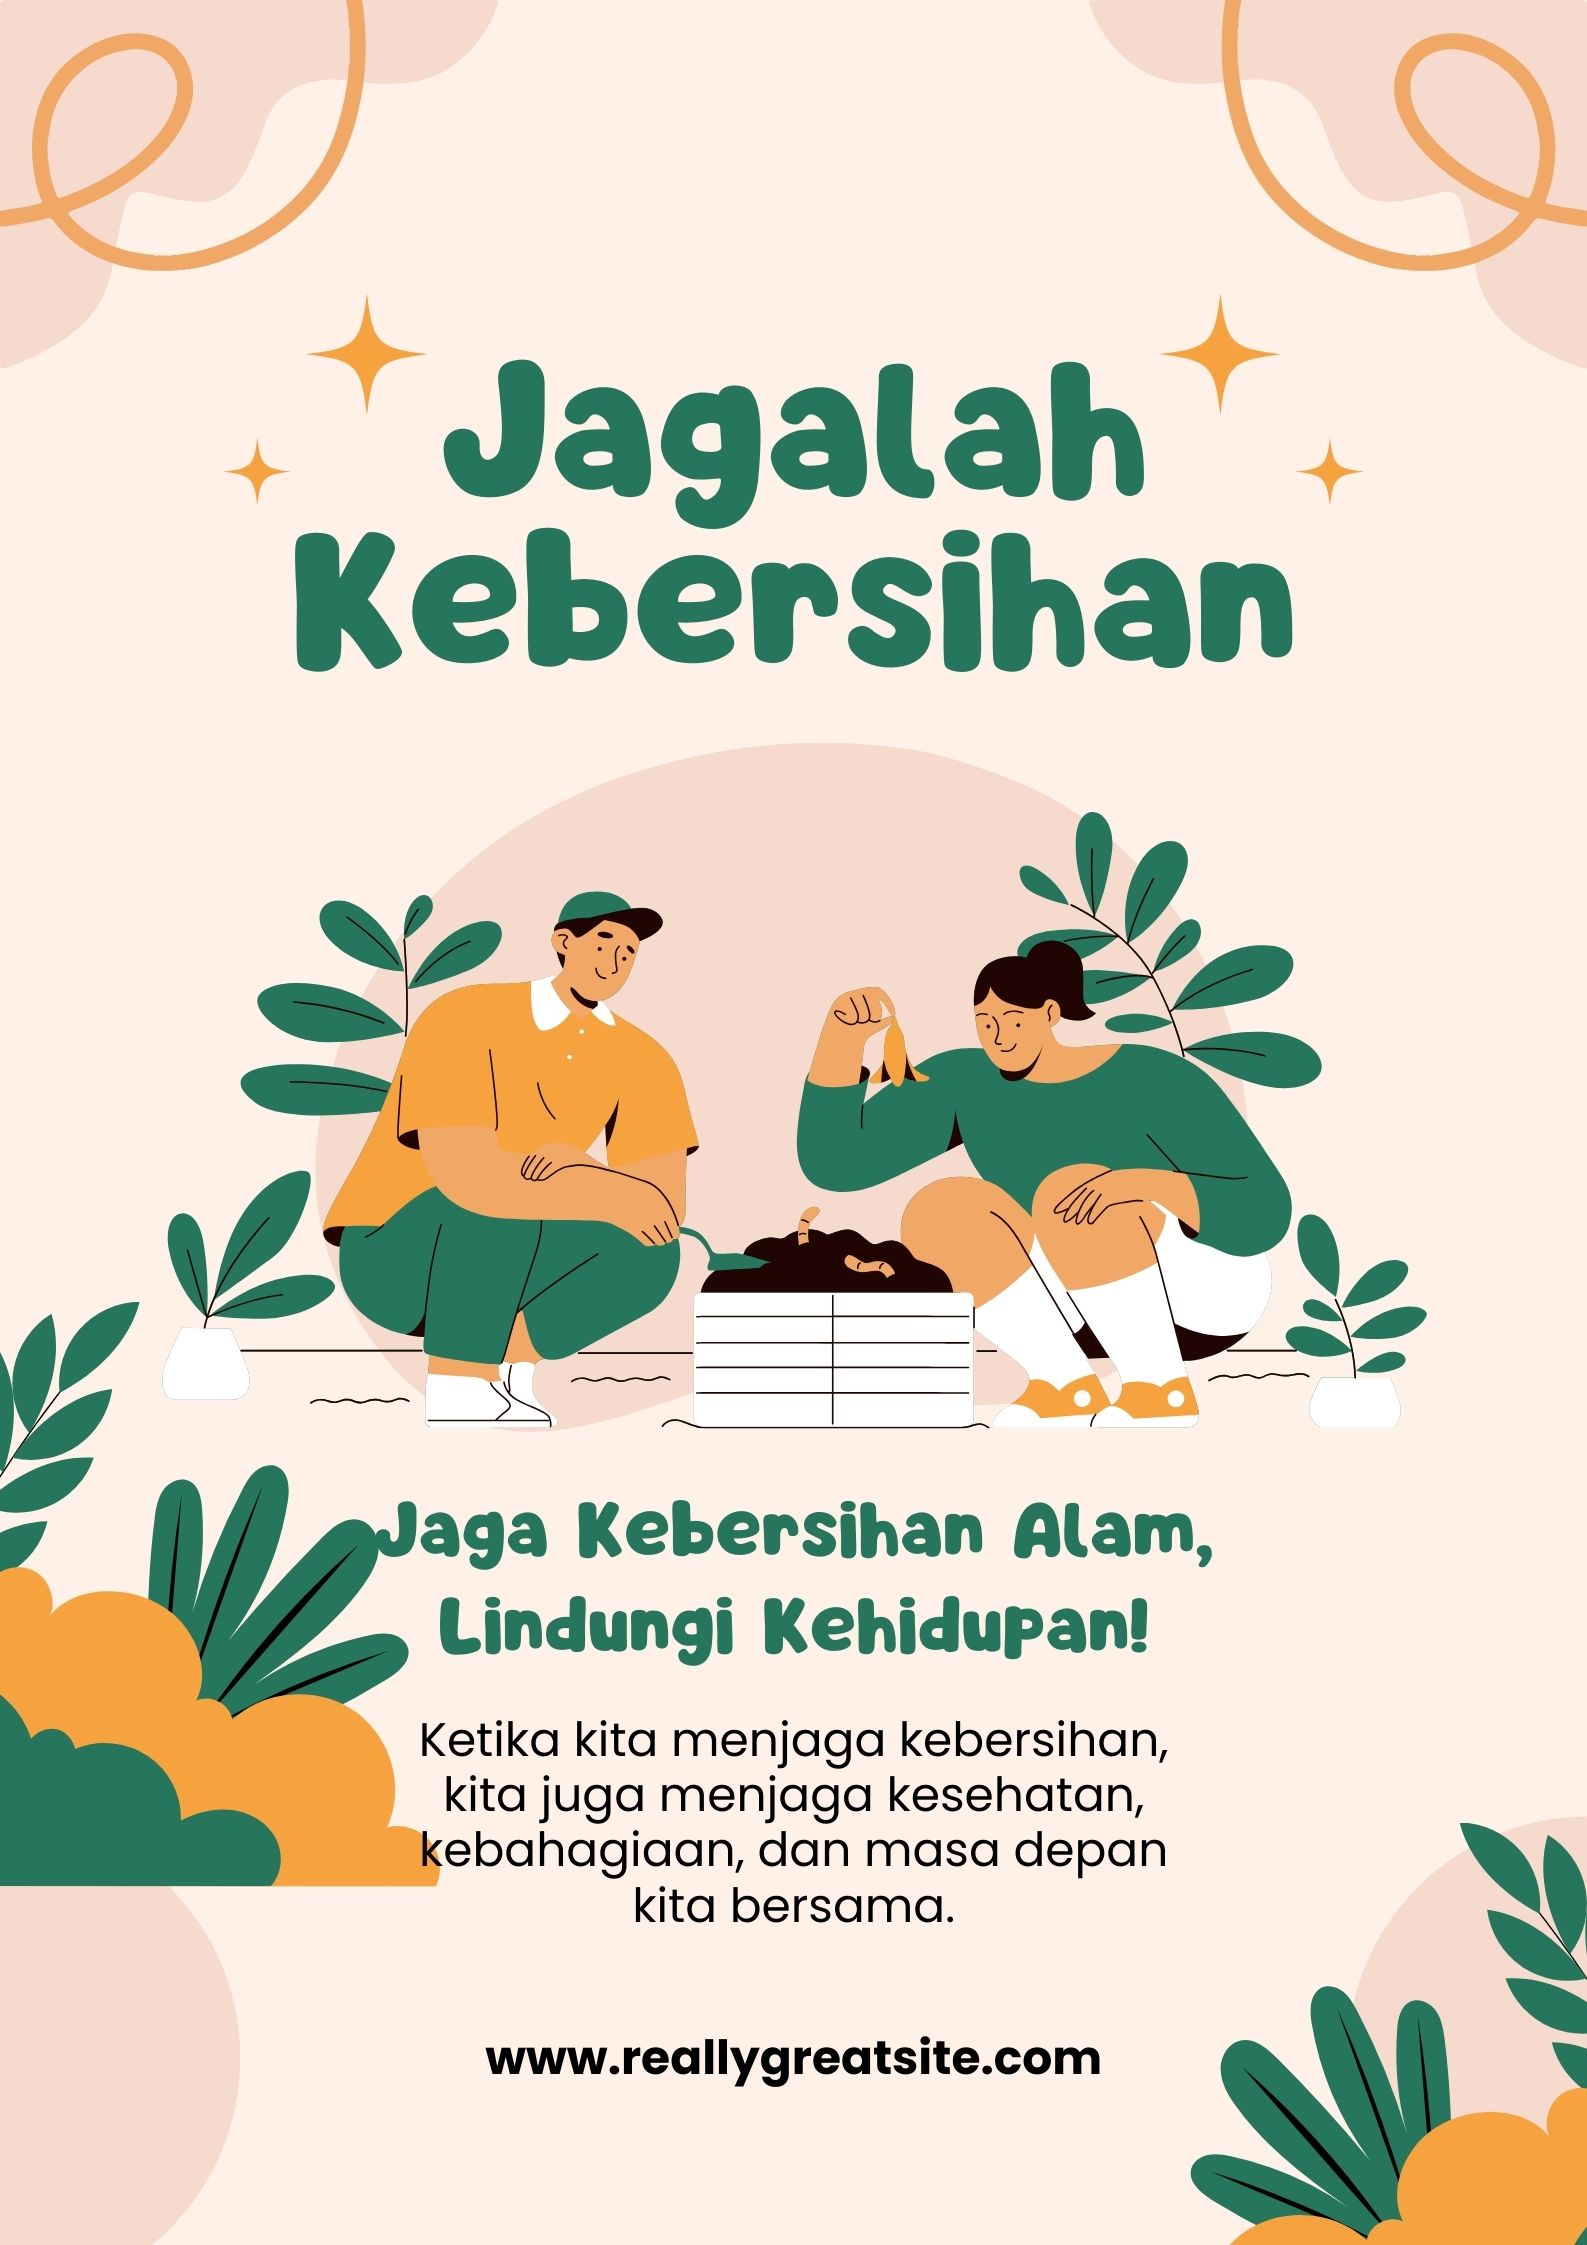 Jagalah
Kebersihan
Jaga Kebersihan Alam,
Lindungi Kehidupan!
Ketika kita menjaga kebersihan,
kita juga menjaga kesehatan,
kebahagiaan, dan masa depan
kita bersama.
www.reallygreatsite.com